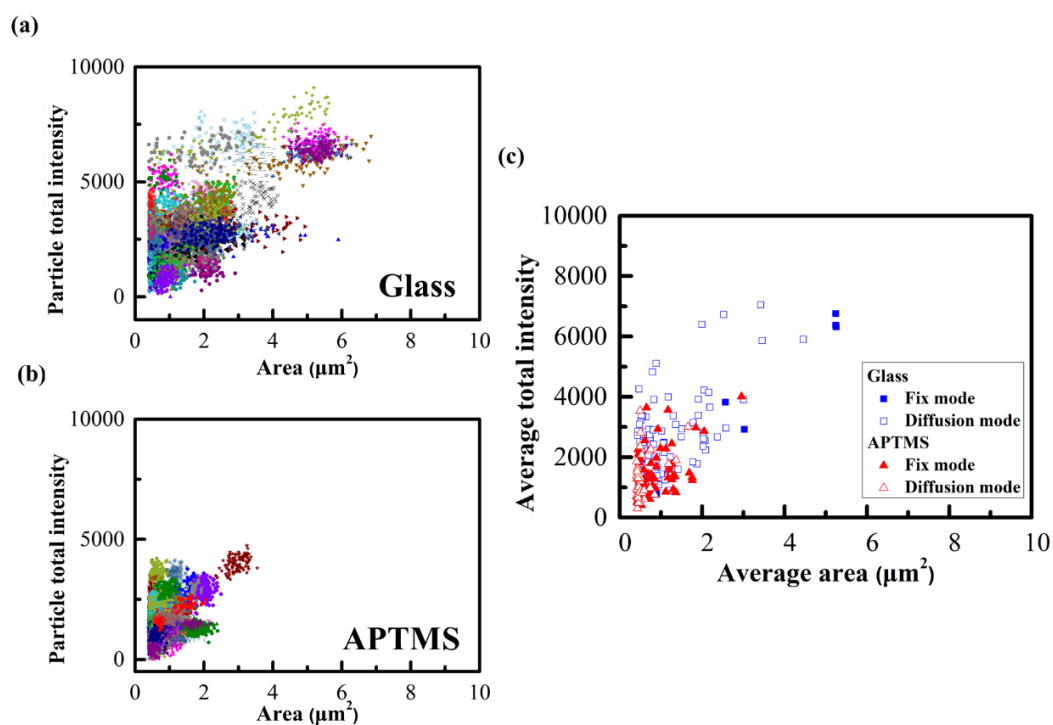 (a)
10000
5000
0
Particle total intensity
Glass
0 2 4 6 8 10
Area (μm²)
(b)
10000
5000
0
Particle total intensity
APTMS
0 2 4 6 8 10
Area (μm²)
(c)
10000
8000
6000
4000
2000
0
Average total intensity
Glass
Fix mode
Diffusion mode
APTMS
Fix mode
Diffusion mode
0 2 4 6 8 10
Average area (μm²)